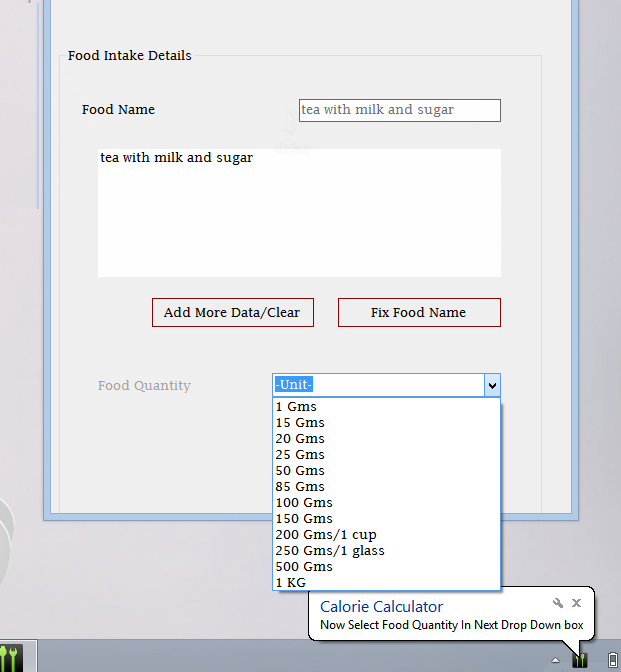 Food Intake Details
Food Name
tea with milk and sugar
tea with milk and sugar
Add More Data/Clear
Fix Food Name
Food Quantity
-Unit-
1 Gms
15 Gms
20 Gms
25 Gms
50 Gms
85 Gms
100 Gms
150 Gms
200 Gms/1 cup
250 Gms/1 glass
500 Gms
1 KG
Calorie Calculator
Now Select Food Quantity In Next Drop Down box